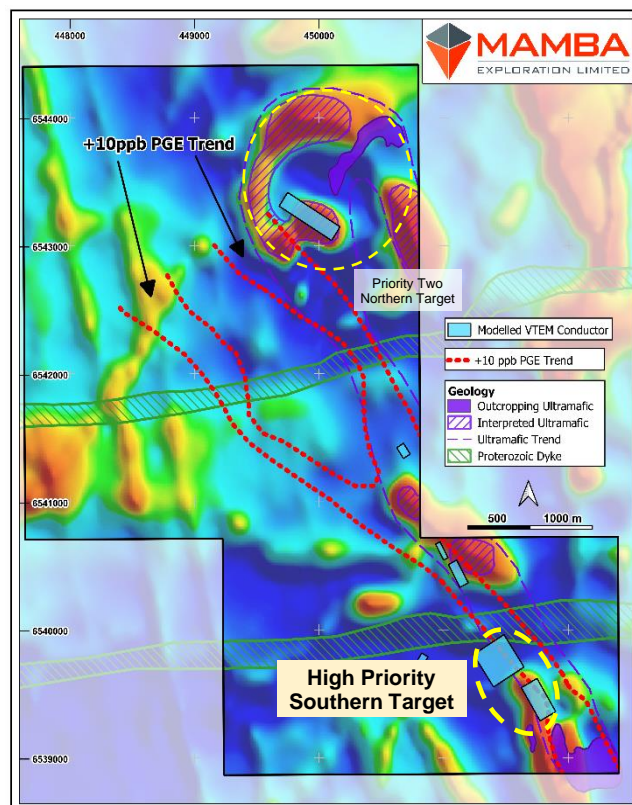 MAMBA
EXPLORATION LIMITED
448000
449000
450000
6544000
+10ppb PGE Trend
6543000
Priority Two
Northern Target
Modelled VTEM Conductor
+10 ppb PGE Trend
Geology
Outcropping Ultramafic
Interpreted Ultramafic
Ultramafic Trend
Proterozoic Dyke
6542000
500 1000 m
6541000
6540000
High Priority
Southern Target
6539000